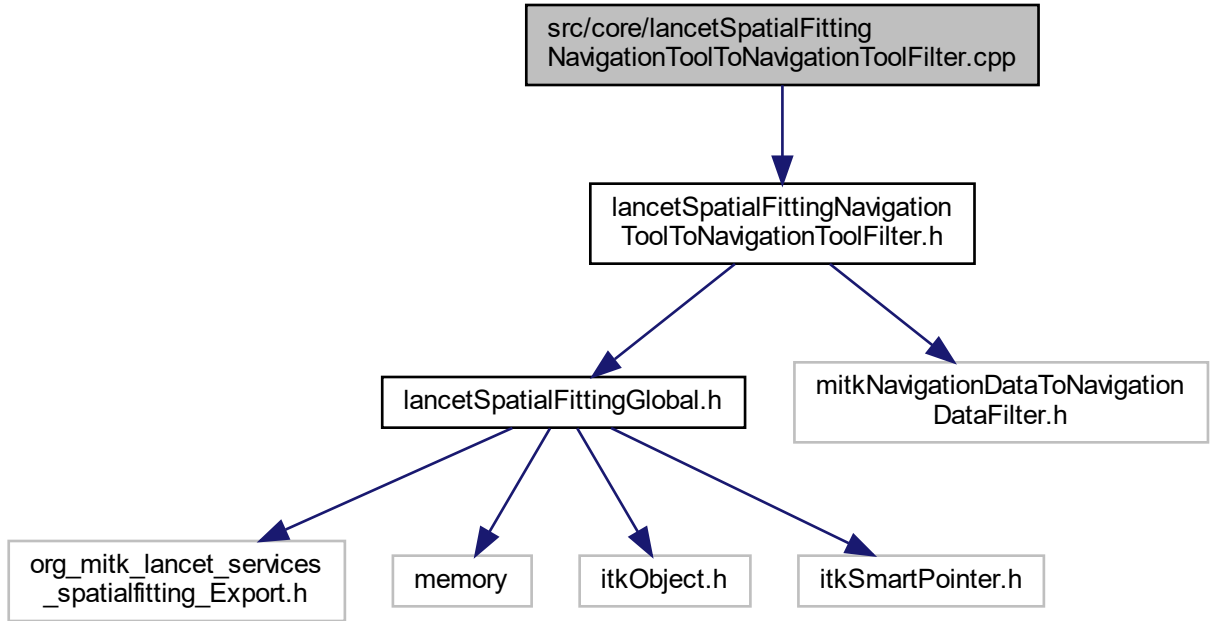 src/core/lancetSpatialFitting
NavigationToolToNavigationToolFilter.cpp
lancetSpatialFittingNavigation
ToolToNavigationToolFilter.h
lancetSpatialFittingGlobal.h
mitkNavigationDataToNavigation
DataFilter.h
org_mitk_lancet_services
_spatialfitting_Export.h
memory
itkObject.h
itkSmartPointer.h